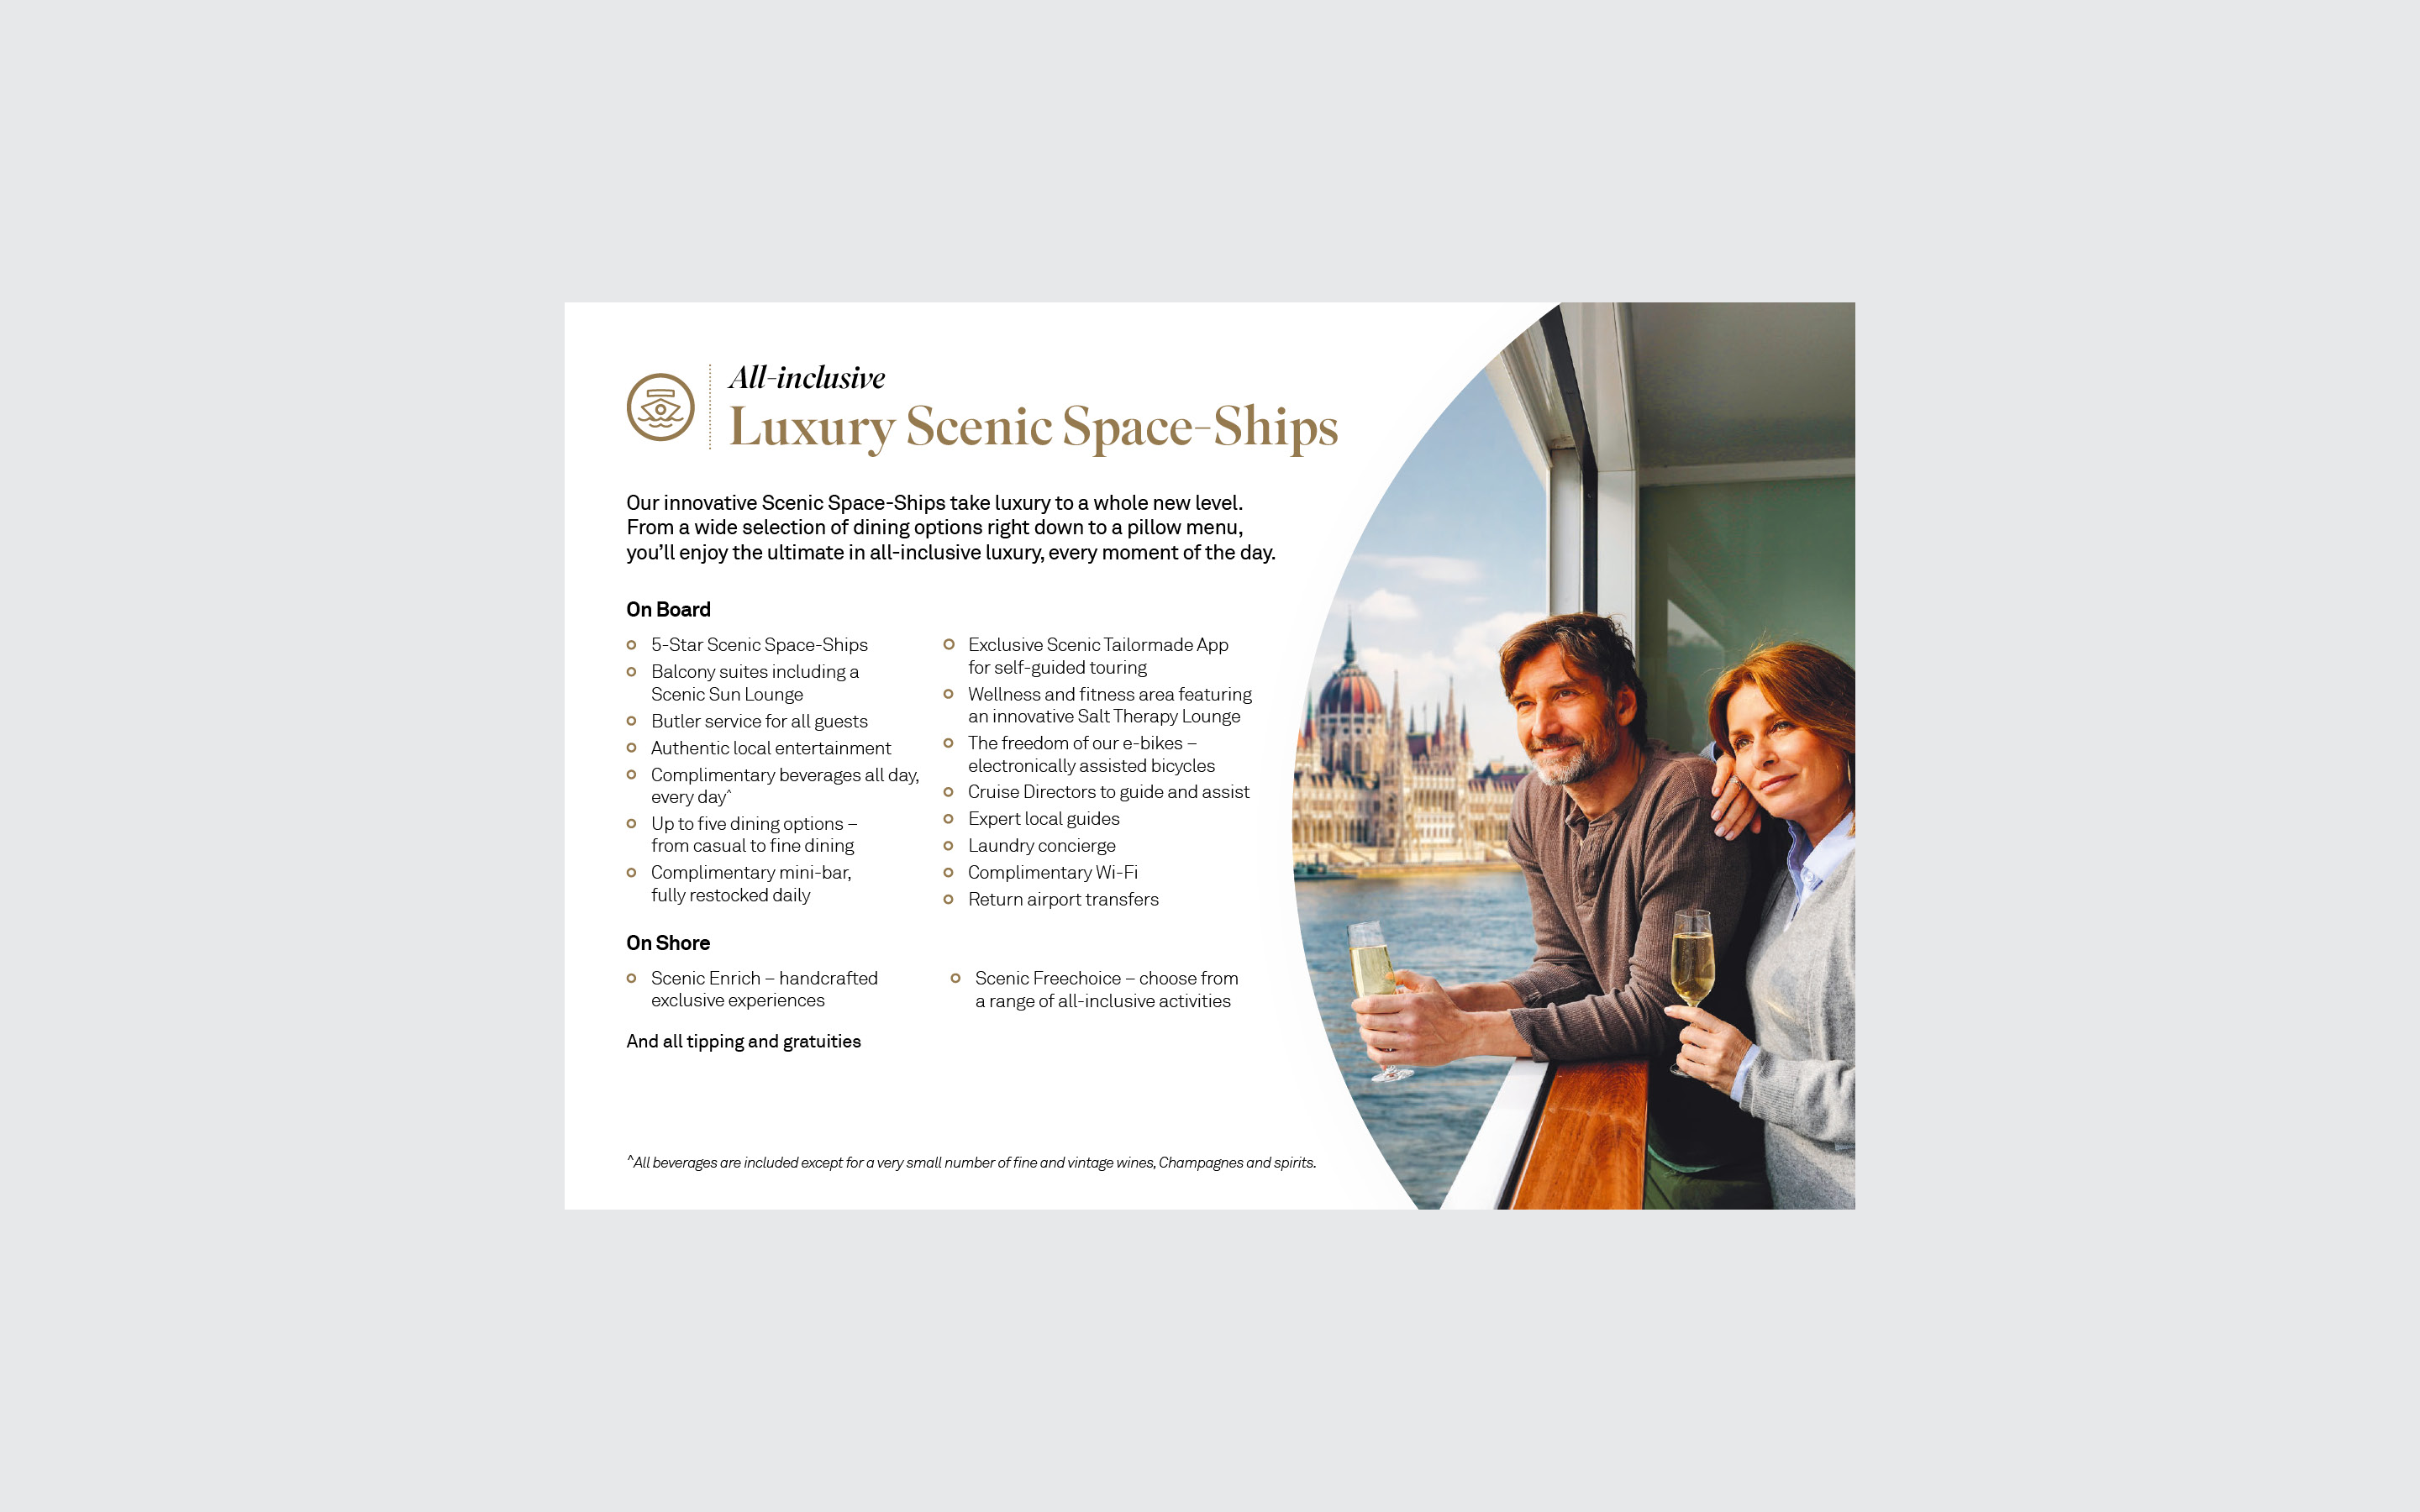 All-inclusive
Luxury Scenic Space-Ships
Our innovative Scenic Space-Ships take luxury to a whole new level.
From a wide selection of dining options right down to a pillow menu,
you’ll enjoy the ultimate in all-inclusive luxury, every moment of the day.
On Board
5-Star Scenic Space-Ships
Balcony suites including a
Scenic Sun Lounge
Butler service for all guests
Authentic local entertainment
Complimentary beverages all day,
every day^
Up to five dining options –
from casual to fine dining
Complimentary mini-bar,
fully restocked daily
Exclusive Scenic Tailormade App
for self-guided touring
Wellness and fitness area featuring
an innovative Salt Therapy Lounge
The freedom of our e-bikes –
electronically assisted bicycles
Cruise Directors to guide and assist
Expert local guides
Laundry concierge
Complimentary Wi-Fi
Return airport transfers
On Shore
Scenic Enrich – handcrafted
exclusive experiences
Scenic Freechoice – choose from
a range of all-inclusive activities
And all tipping and gratuities
^All beverages are included except for a very small number of fine and vintage wines, Champagnes and spirits.